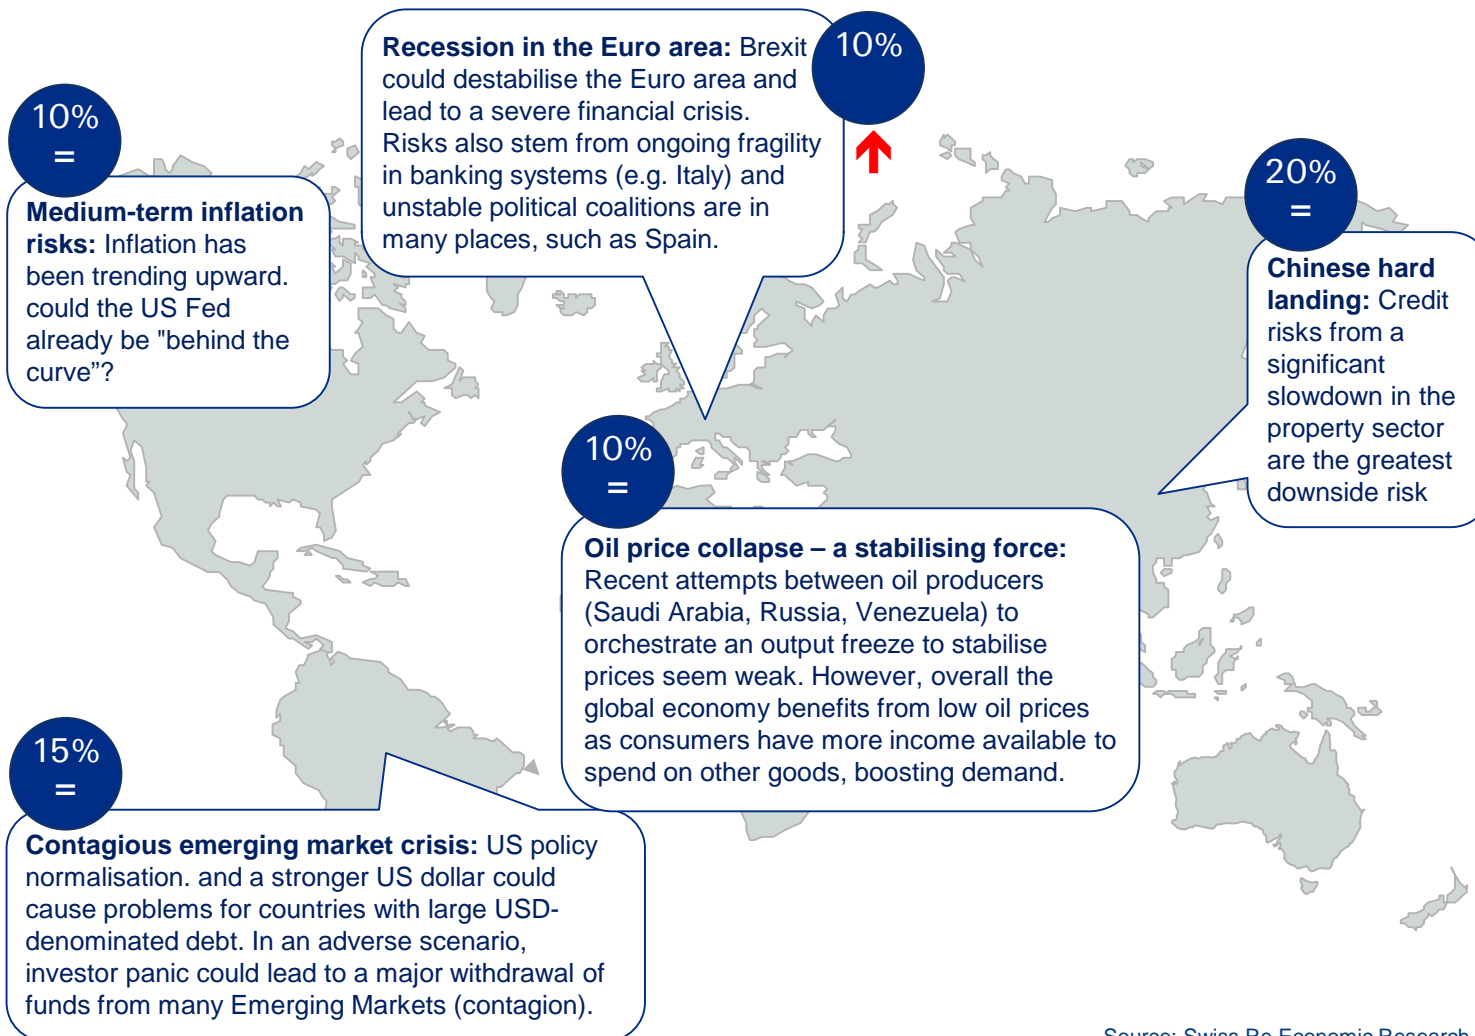 10%
=
Medium-term inflation
risks: Inflation has
been trending upward.
could the US Fed
already be "behind the
curve”?
10%
Recession in the Euro area: Brexit
could destabilise the Euro area and
lead to a severe financial crisis.
Risks also stem from ongoing fragility
in banking systems (e.g. Italy) and
unstable political coalitions are in
many places, such as Spain.
20%
=
Chinese hard
landing: Credit
risks from a
significant
slowdown in the
property sector
are the greatest
downside risk
10%
=
Oil price collapse – a stabilising force:
Recent attempts between oil producers
(Saudi Arabia, Russia, Venezuela) to
orchestrate an output freeze to stabilise
prices seem weak. However, overall the
global economy benefits from low oil prices
as consumers have more income available to
spend on other goods, boosting demand.
15%
=
Contagious emerging market crisis: US policy
normalisation. and a stronger US dollar could
cause problems for countries with large USD-
denominated debt. In an adverse scenario,
investor panic could lead to a major withdrawal of
funds from many Emerging Markets (contagion).
Source: Swiss Re Economic Research